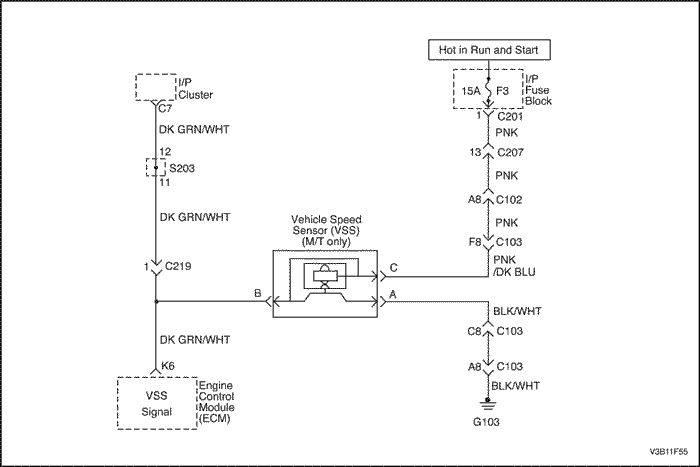 Hot in Run and Start
I/P
Cluster
C7
DK GRN/WHT
12
S203
11
DK GRN/WHT
1
C219
DK GRN/WHT
K6
VSS
Signal
Engine
Control
Module
(ECM)
Vehicle Speed
Sensor (VSS)
(M/T only)
B
C
A
15A
F3
I/P
Fuse
Block
1
C201
PNK
13
C207
PNK
A8
C102
PNK
F8
C103
PNK
/DK BLU
BLK/WHT
C8
C103
A8
C103
BLK/WHT
G103
V3B11F55